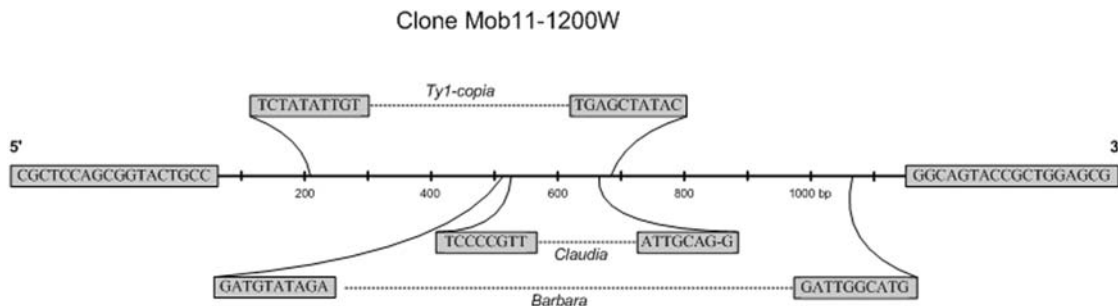 Clone Mob11-1200W
TCTATATTGT Ty1-copia TGAGCTATAC
5' 3
CGCTCCAGCGGTACTGCC GGCAGTACCGCTGGAGCG
200 400 600 800 1000 bp
TCCCCGTT Claudia ATTGCAG-G
GATGTATAGA Barbara GATTGGCATG